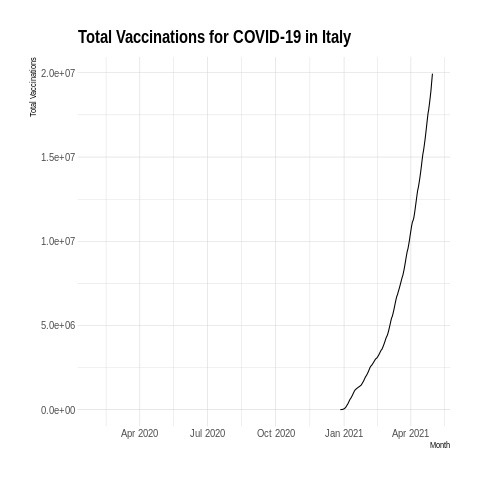 Total Vaccinations for COVID-19 in Italy
Total Vaccinations
2.0e+07
1.5e+07
1.0e+07
5.0e+06
0.0e+00
Apr 2020 Jul 2020 Oct 2020 Jan 2021 Apr 2021
Month